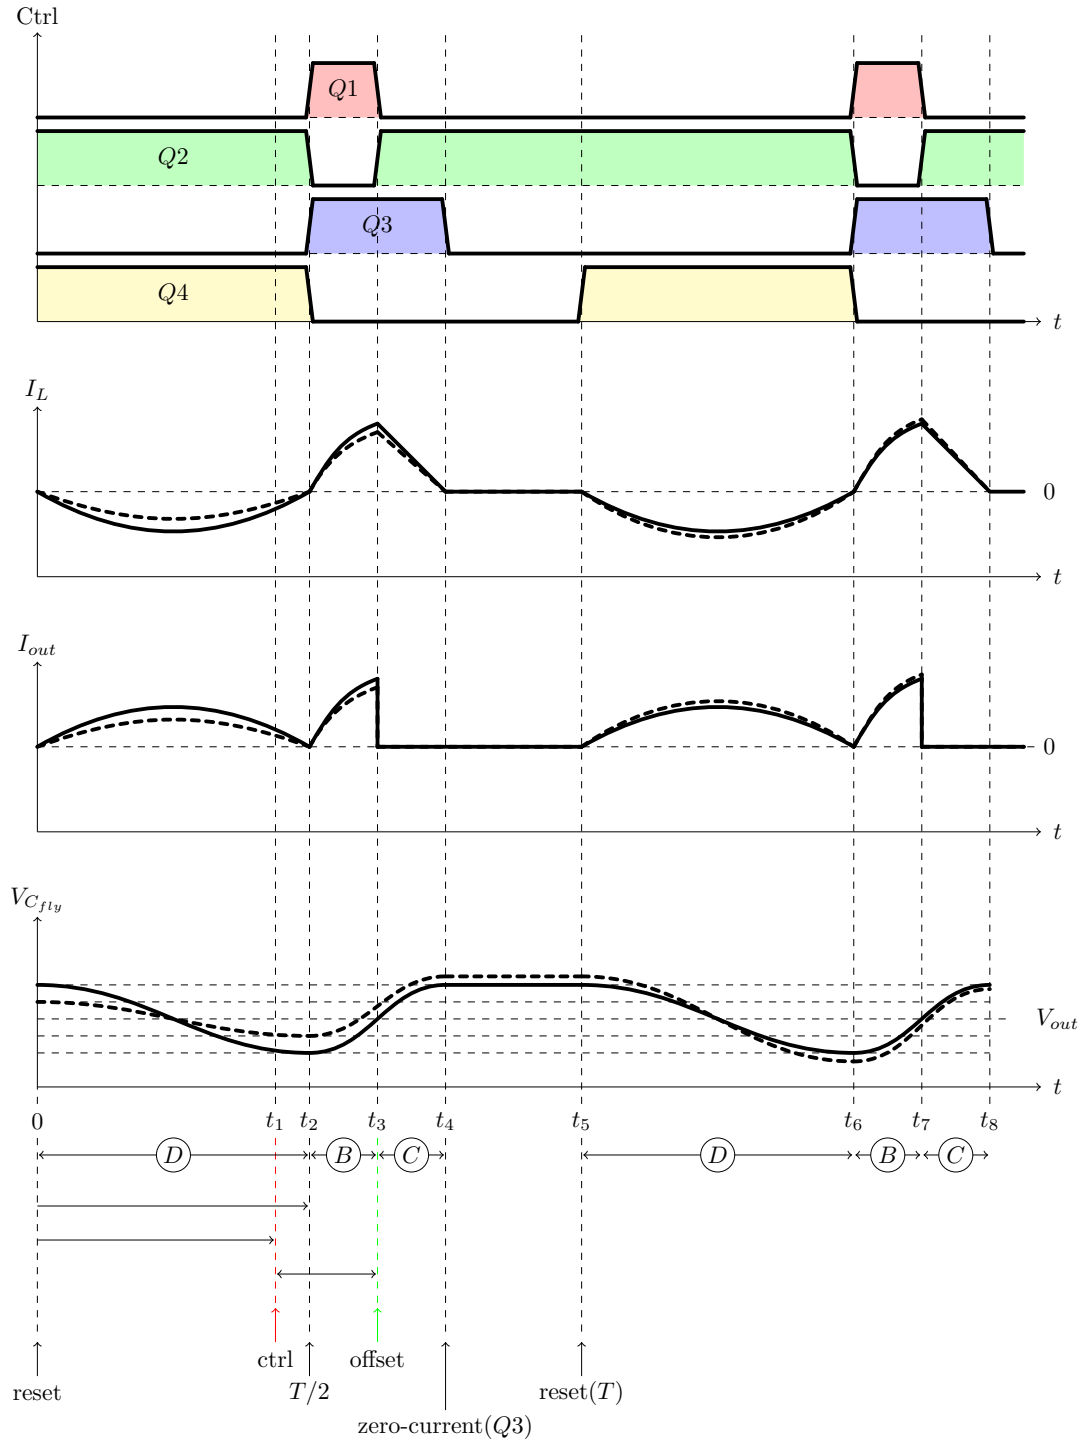 Ctrl
Q1
Q2
Q3
Q4
t
I_L
0
t
I_out
0
t
V_C_fly
V_out
t
0 t_1 t_2 t_3 t_4 t_5 t_6 t_7 t_8
D B C D B C
ctrl offset
reset T/2 reset(T)
zero-current(Q3)